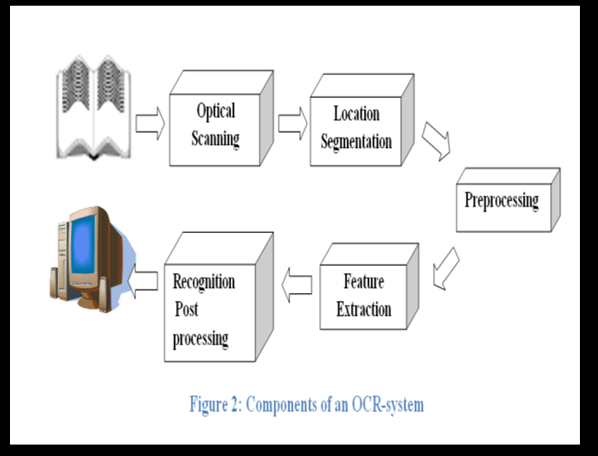 Optical
Scanning
Location
Segmentation
Preprocessing
Feature
Extraction
Recognition
Post
processing
Figure 2: Components of an OCR-system